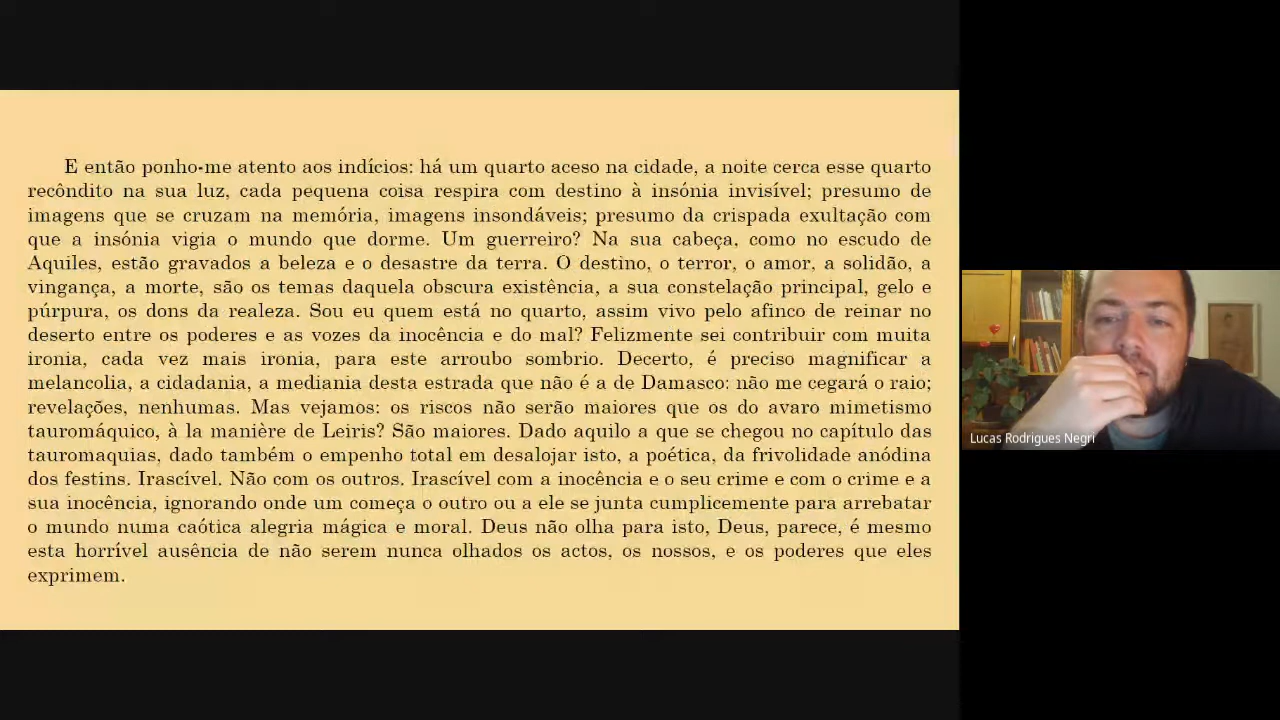 E então ponho-me atento aos indícios: há um quarto aceso na cidade, a noite cerca esse quarto
recôndito na sua luz, cada pequena coisa respira com destino à insónia invisível; presumo de
imagens que se cruzam na memória, imagens insondáveis; presumo da crispada exultação com
que a insónia vigia o mundo que dorme. Um guerreiro? Na sua cabeça, como no escudo de
Aquiles, estão gravados a beleza e o desastre da terra. O destino, o terror, o amor, a solidão, a
vingança, a morte, são os temas daquela obscura existência, a sua constelação principal, gelo e
púrpura, os dons da realeza. Sou eu quem está no quarto, assim vivo pelo afinco de reinar no
deserto entre os poderes e as vozes da inocência e do mal? Felizmente sei contribuir com muita
ironia, cada vez mais ironia, para este arroubo sombrio. Decerto, é preciso magnificar a
melancolia, a cidadania, a mediania desta estrada que não é a de Damasco: não me cegará o raio;
revelações, nenhumas. Mas vejamos: os riscos não serão maiores que os do avaro mimetismo
tauromáquico, à la manière de Leiris? São maiores. Dado aquilo a que se chegou no capítulo das
tauromaquias, dado também o empenho total em desalojar isto, a poética, da frivolidade anódina
dos festins. Irascível. Não com os outros. Irascível com a inocência e o seu crime e com o crime e a
sua inocência, ignorando onde um começa o outro ou a ele se junta cumplicemente para arrebatar
o mundo numa caótica alegria mágica e moral. Deus não olha para isto, Deus, parece, é mesmo
esta horrível ausência de não serem nunca olhados os actos, os nossos, e os poderes que eles
exprimem.
Lucas Rodrigues Negri